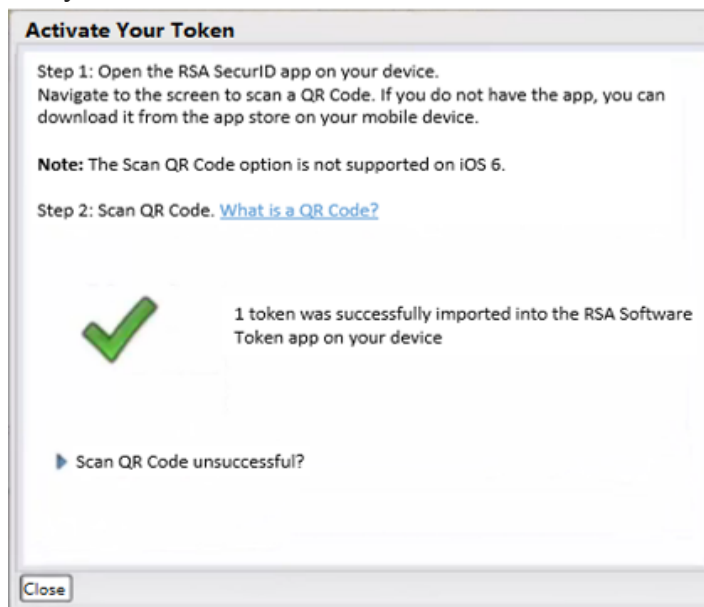 Activate Your Token
Step 1: Open the RSA SecurID app on your device.
Navigate to the screen to scan a QR Code. If you do not have the app, you can
download it from the app store on your mobile device.
Note: The Scan QR Code option is not supported on iOS 6.
Step 2: Scan QR Code. What is a QR Code?
1 token was successfully imported into the RSA Software
Token app on your device
Scan QR Code unsuccessful?
Close